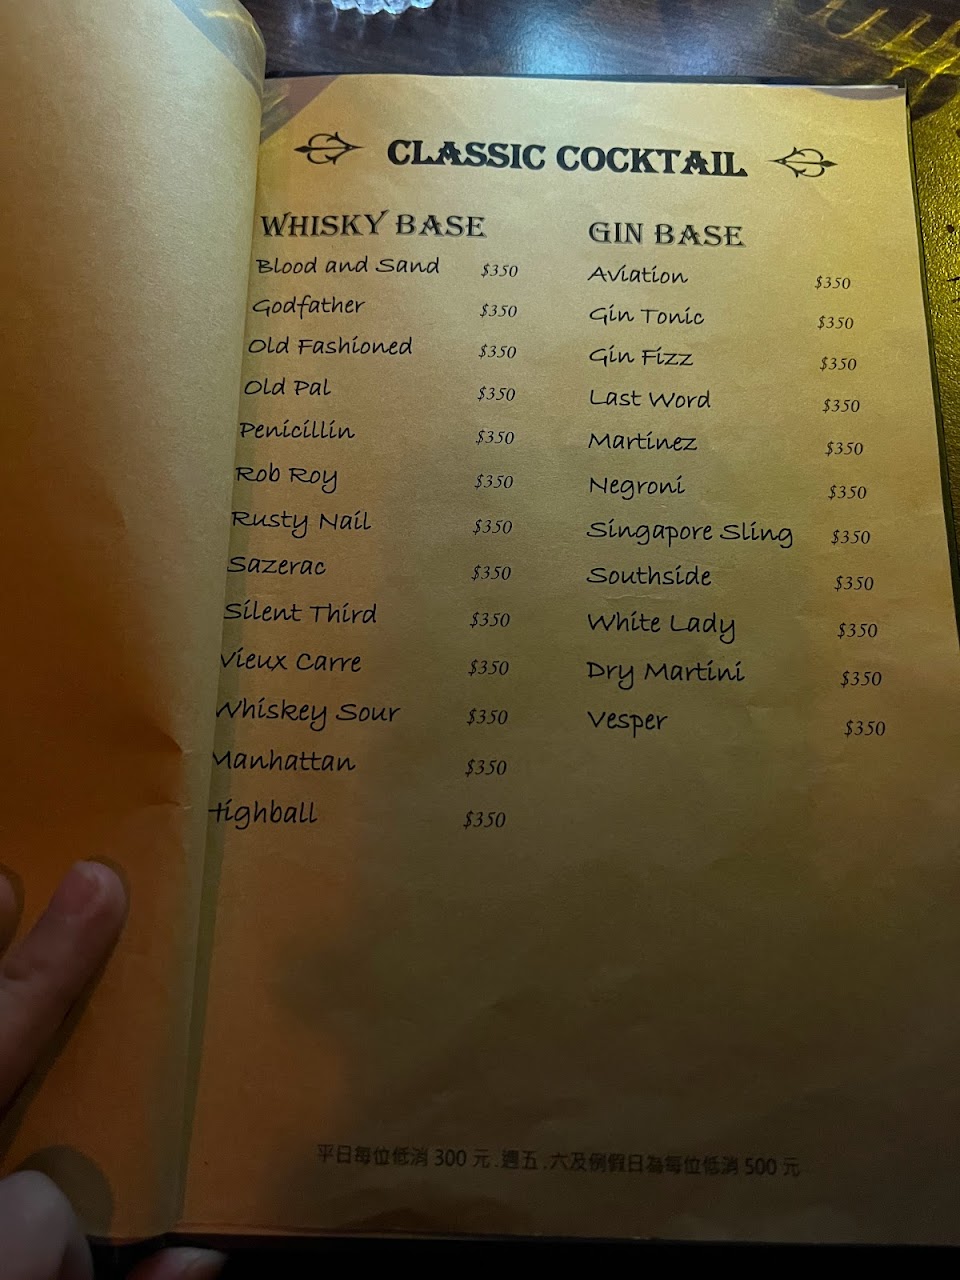 CLASSIC COCKTAIL
WHISKY BASE
Blood and Sand $350
Godfather $350
Old Fashioned $350
Old Pal $350
Penicillin $350
Rob Roy $350
Rusty Nail $350
Sazerac $350
Silent Third $350
Vieux Carre $350
Whiskey Sour $350
Manhattan $350
Highball $350
GIN BASE
Aviation $350
Gin Tonic $350
Gin Fizz $350
Last Word $350
Martinez $350
Negroni $350
Singapore Sling $350
Southside $350
White Lady $350
Dry Martini $350
Vesper $350
平日每位低消 300 元 .週五 .六及例假日為每位低消 500 元